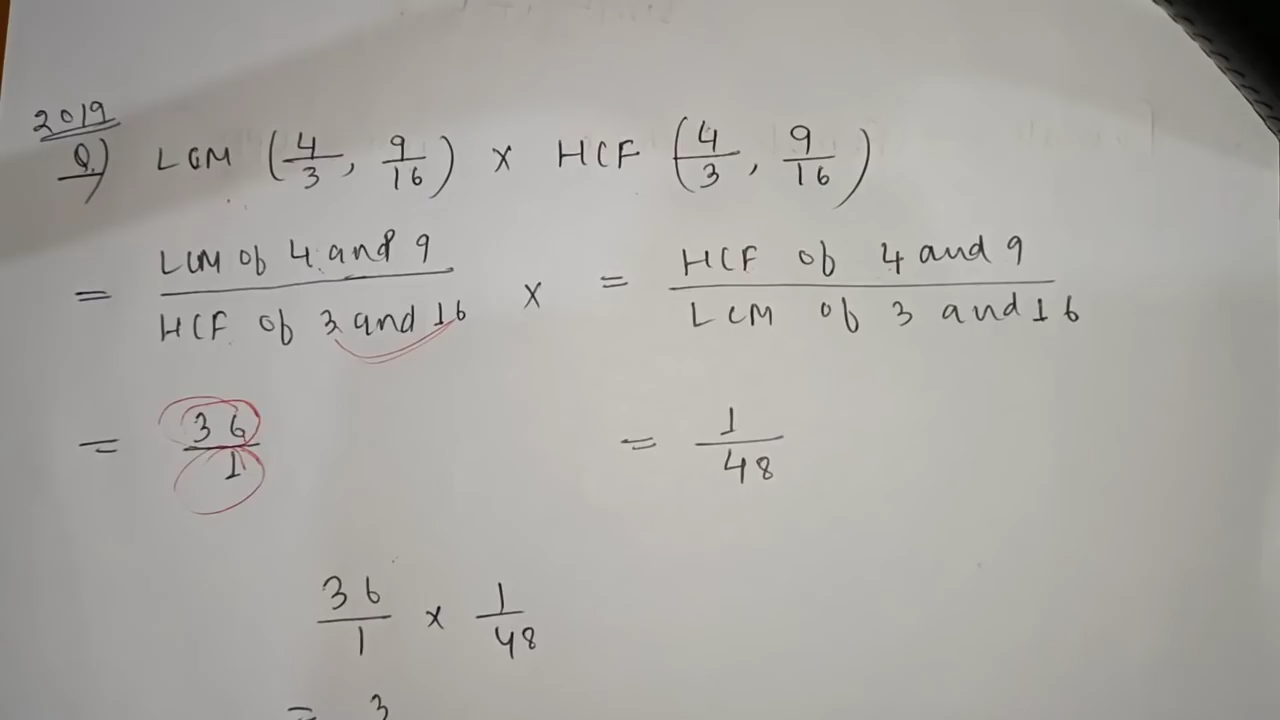 2019
Q.) LCM (4/3, 9/16) x HCF (4/3, 9/16)
= LCM of 4 and 9 / HCF of 3 and 16 x = HCF of 4 and 9 / LCM of 3 and 16
= 36/1 = 1/48
36/1 x 1/48
= 3